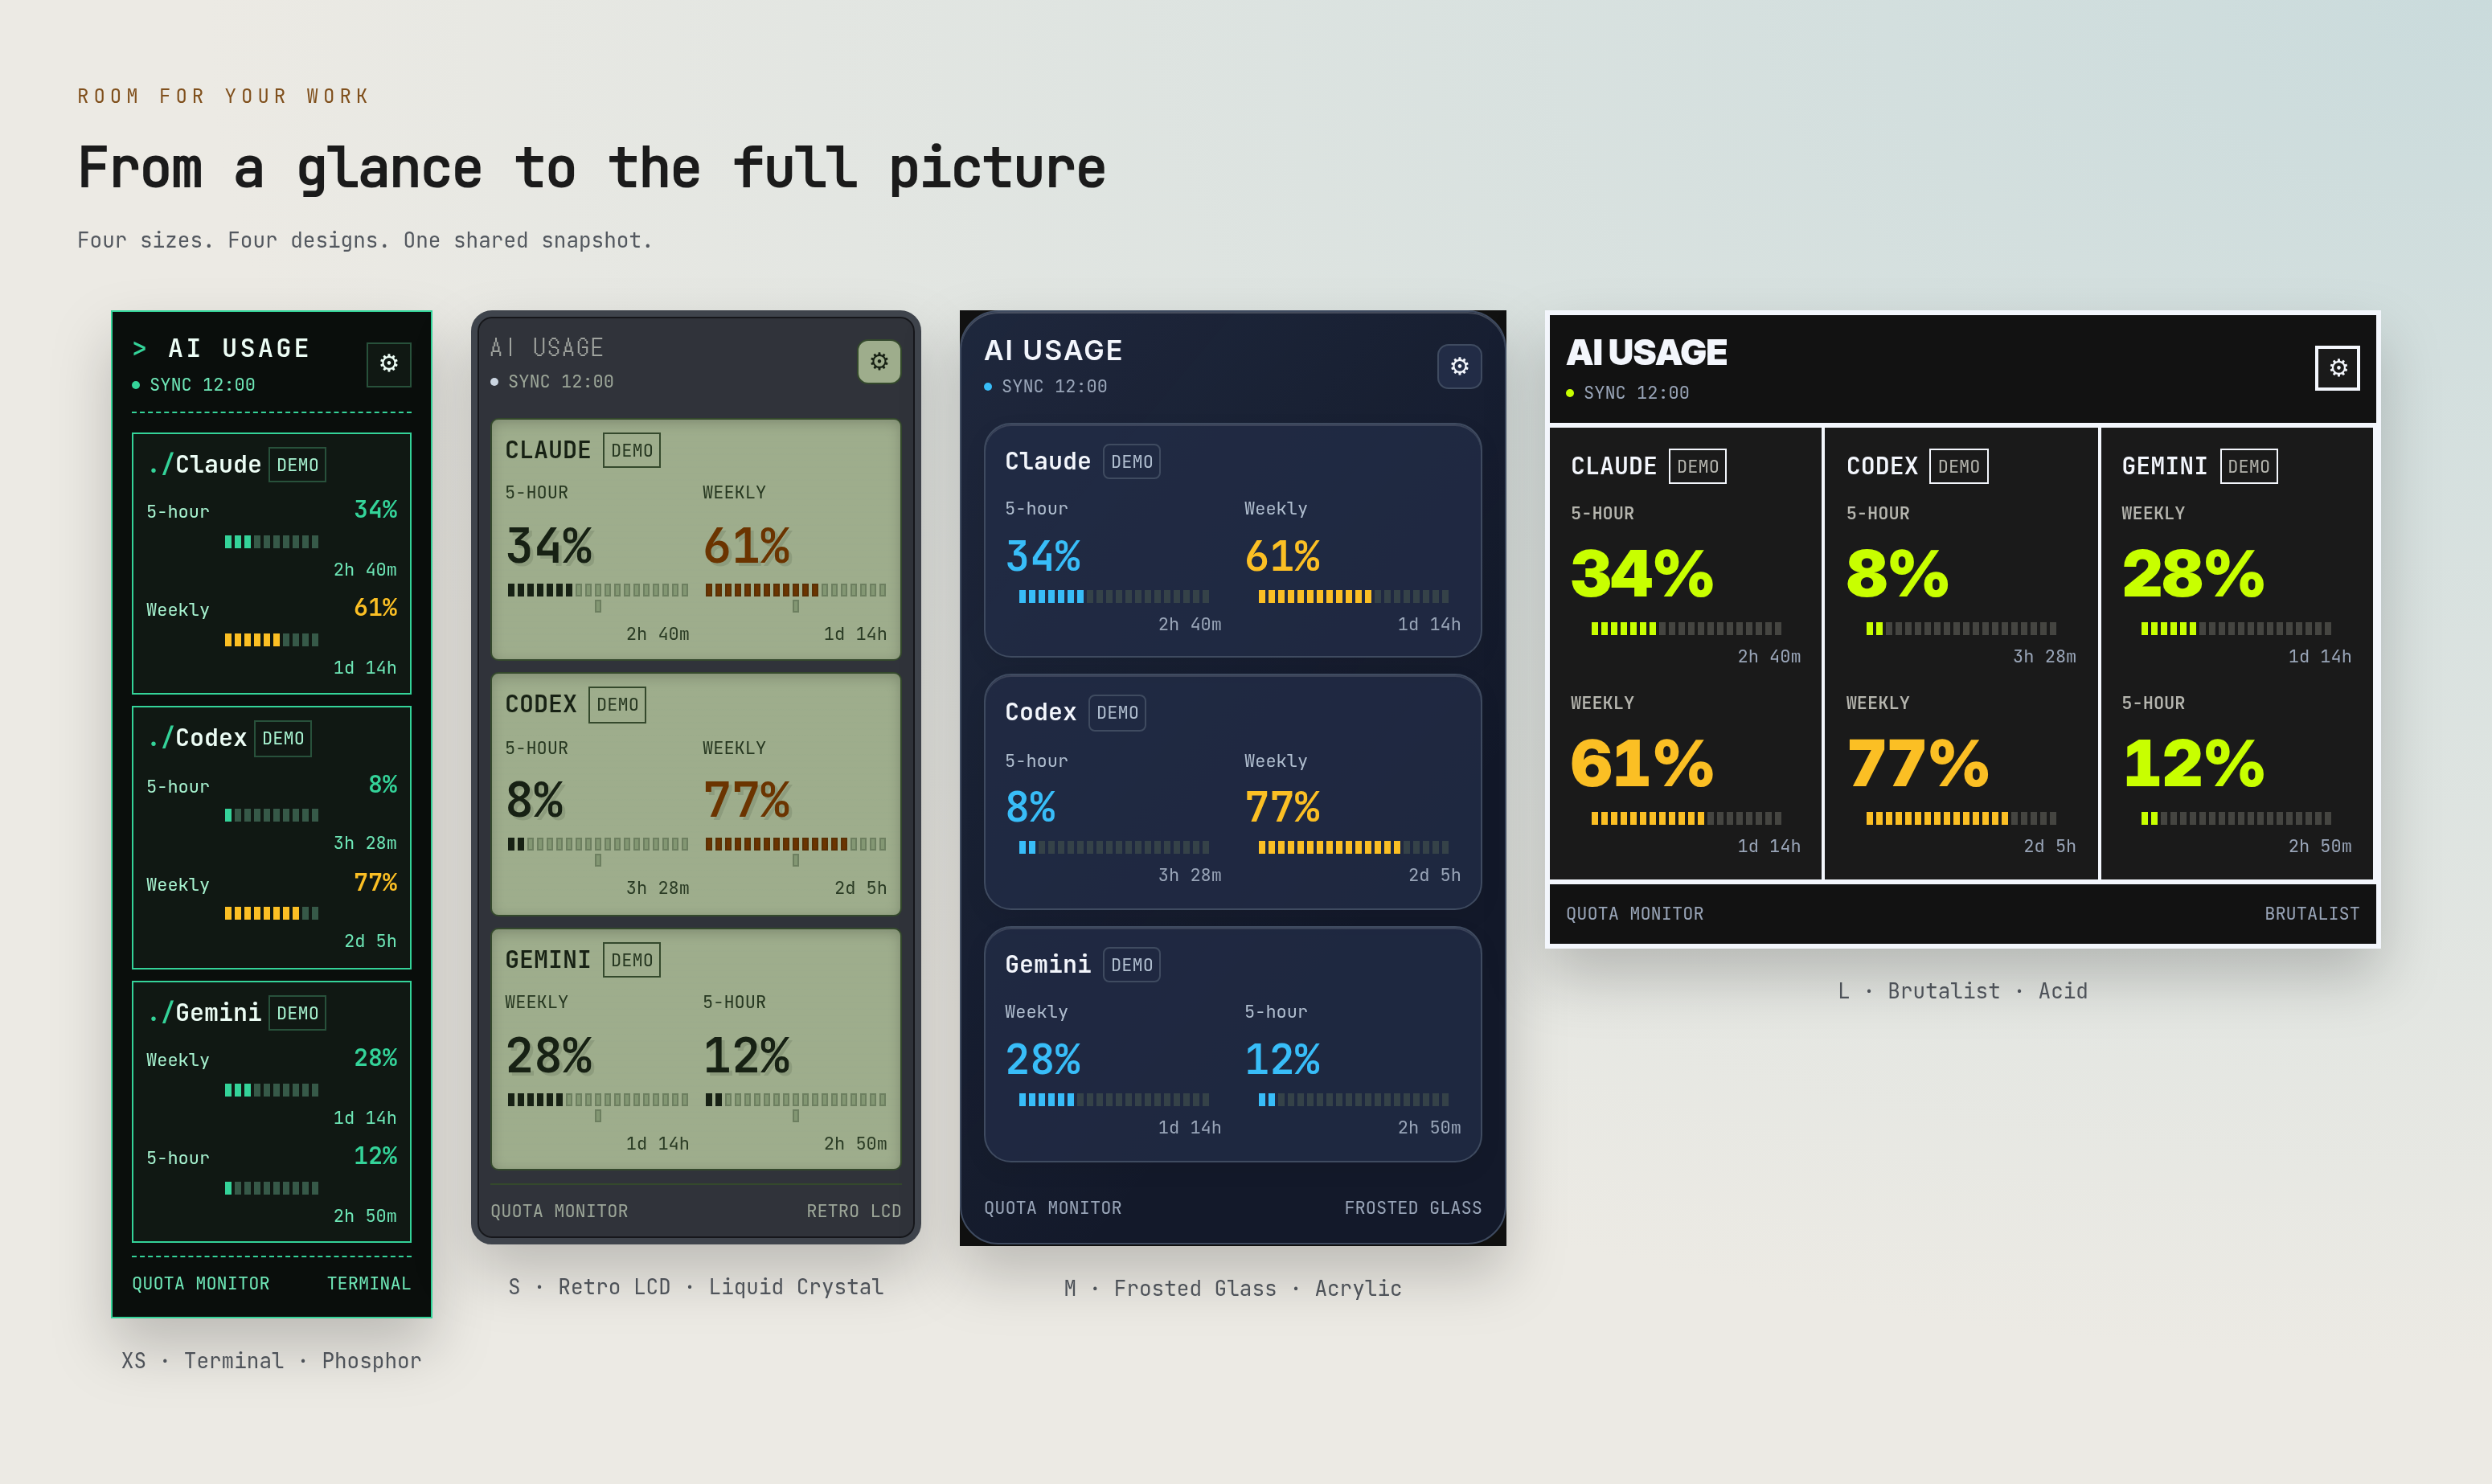 ROOM FOR YOUR WORK
From a glance to the full picture
Four sizes. Four designs. One shared snapshot.
> AI USAGE
SYNC 12:00
./Claude DEMO
5-hour 34%
2h 40m
Weekly 61%
1d 14h
./Codex DEMO
5-hour 8%
3h 28m
Weekly 77%
2d 5h
./Gemini DEMO
Weekly 28%
1d 14h
5-hour 12%
2h 50m
QUOTA MONITOR TERMINAL
XS · Terminal · Phosphor
AI USAGE
SYNC 12:00
CLAUDE DEMO
5-HOUR WEEKLY
34% 61%
2h 40m 1d 14h
CODEX DEMO
5-HOUR WEEKLY
8% 77%
3h 28m 2d 5h
GEMINI DEMO
WEEKLY 5-HOUR
28% 12%
1d 14h 2h 50m
QUOTA MONITOR RETRO LCD
S · Retro LCD · Liquid Crystal
AI USAGE
SYNC 12:00
Claude DEMO
5-hour Weekly
34% 61%
2h 40m 1d 14h
Codex DEMO
5-hour Weekly
8% 77%
3h 28m 2d 5h
Gemini DEMO
Weekly 5-hour
28% 12%
1d 14h 2h 50m
QUOTA MONITOR FROSTED GLASS
M · Frosted Glass · Acrylic
AI USAGE
SYNC 12:00
CLAUDE DEMO CODEX DEMO GEMINI DEMO
5-HOUR 5-HOUR WEEKLY
34% 8% 28%
2h 40m 3h 28m 1d 14h
WEEKLY WEEKLY 5-HOUR
61% 77% 12%
1d 14h 2d 5h 2h 50m
QUOTA MONITOR BRUTALIST
L · Brutalist · Acid